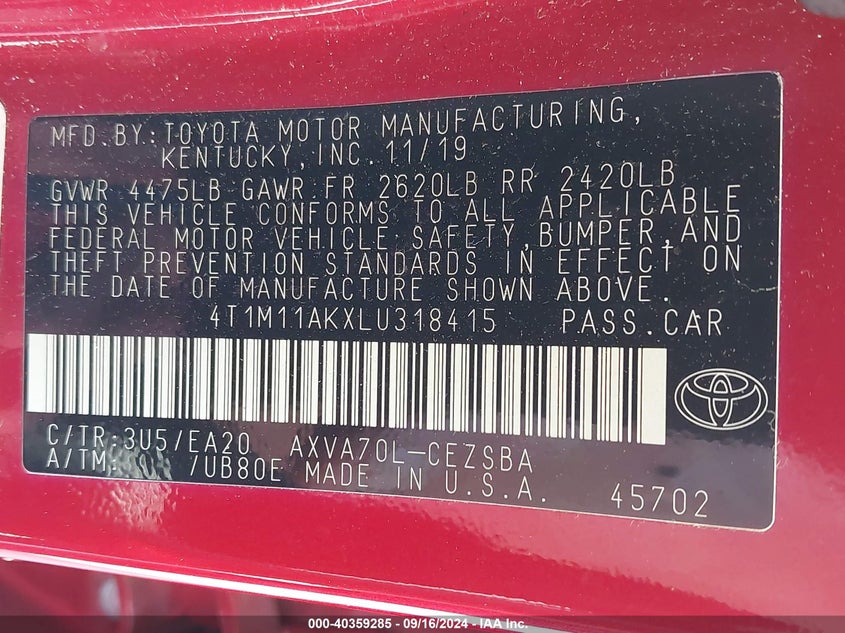 MFD.BY:TOYOTA MOTOR MANUFACTURING,
KENTUCKY,INC.11/19
GVWR 4475LB GAWR FR 2620LB RR 2420LB
THIS VEHICLE CONFORMS TO ALL APPLICABLE
FEDERAL MOTOR VEHICLE SAFETY,BUMPER,AND
THEFT PREVENTION STANDARDS IN EFFECT ON
THE DATE OF MANUFACTURE SHOWN ABOVE.
4T1M11AKXLU318415 PASS.CAR
C/TR:3U5/EA20 AXVA70L-CEZSBA
A/TM: /UB80E MADE IN U.S.A. 45702
000-40359285 - 09/16/2024 - IAA Inc.